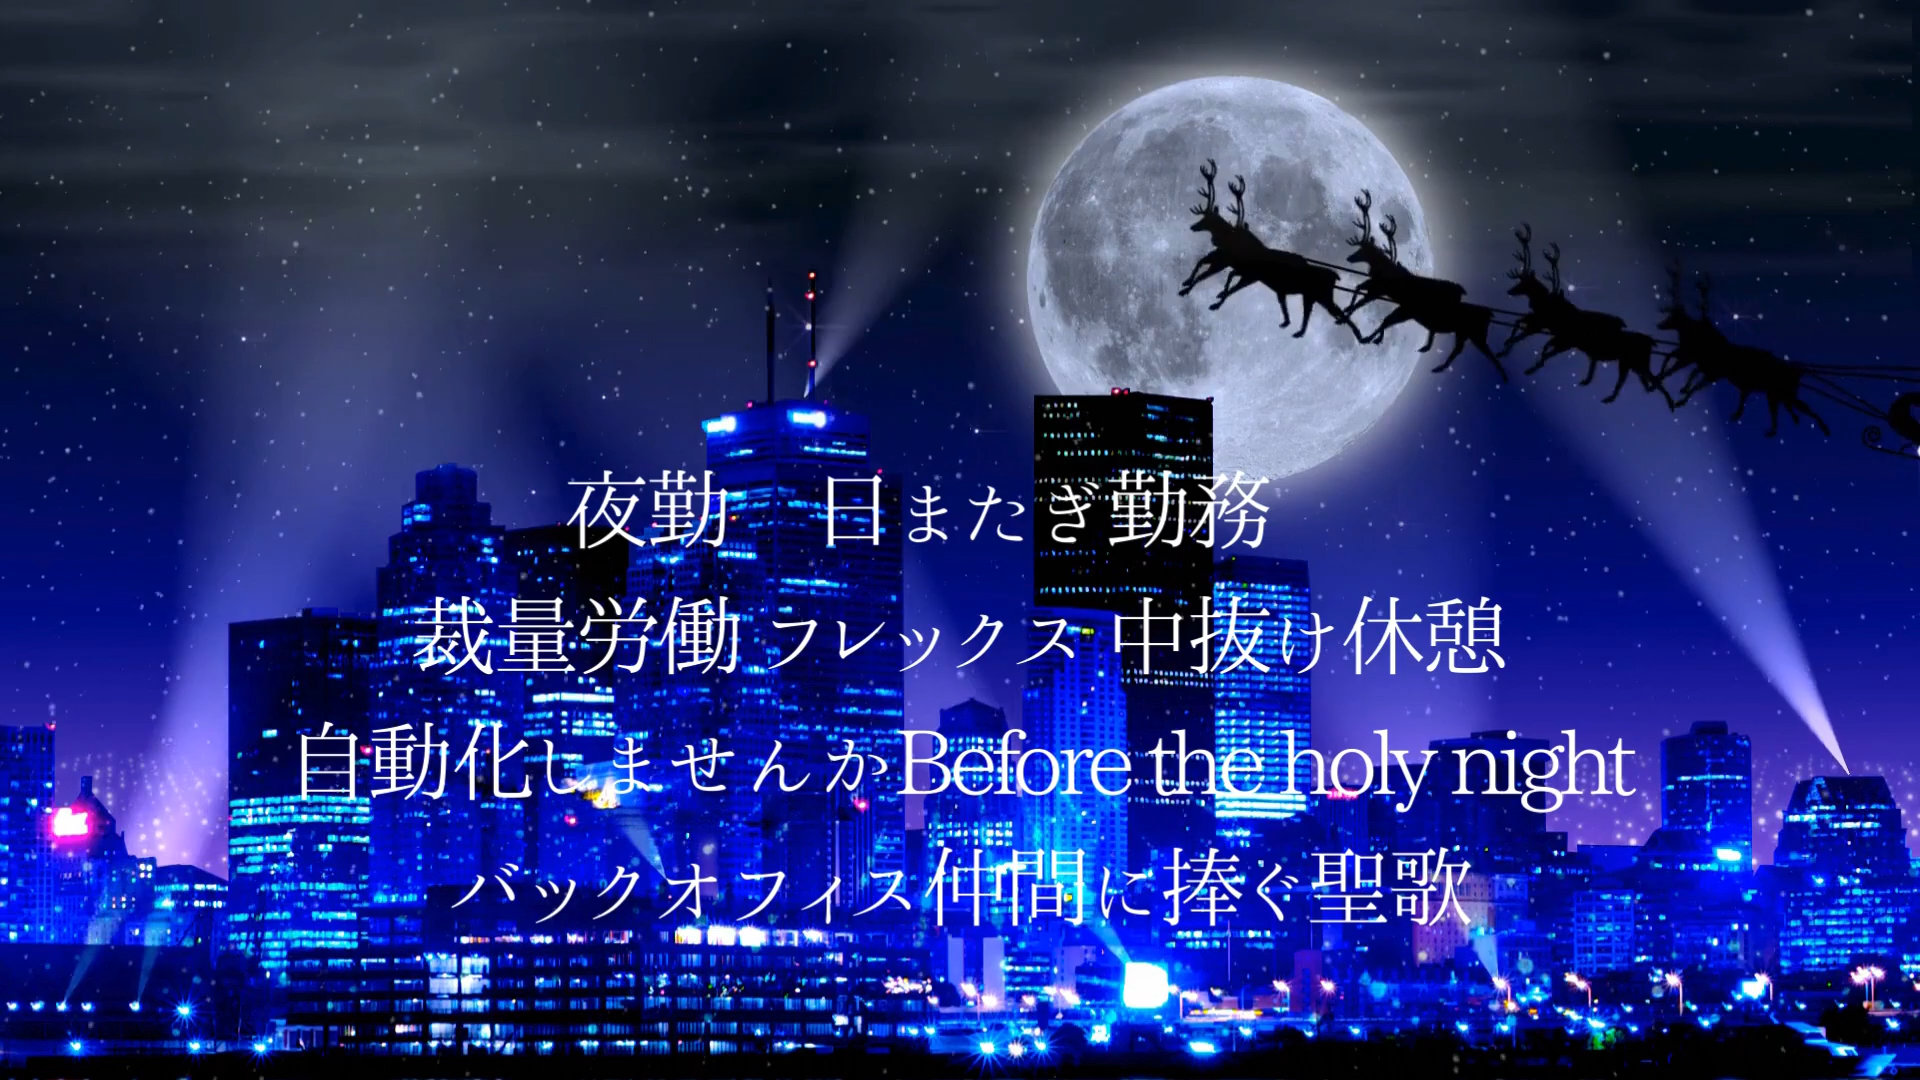 夜勤　日またぎ勤務
裁量労働 フレックス 中抜け休憩
自動化しませんかBefore the holy night
バックオフィス仲間に捧ぐ聖歌